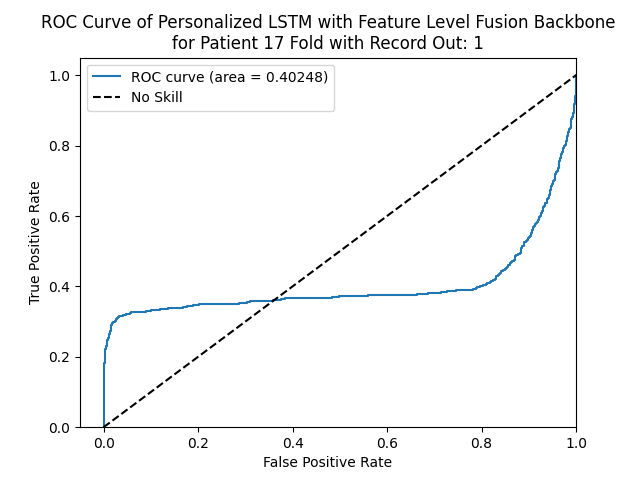 ROC Curve of Personalized LSTM with Feature Level Fusion Backbone
for Patient 17 Fold with Record Out: 1
ROC curve (area = 0.40248)
No Skill
True Positive Rate
1.0
0.8
0.6
0.4
0.2
0.0
0.0 0.2 0.4 0.6 0.8 1.0
False Positive Rate